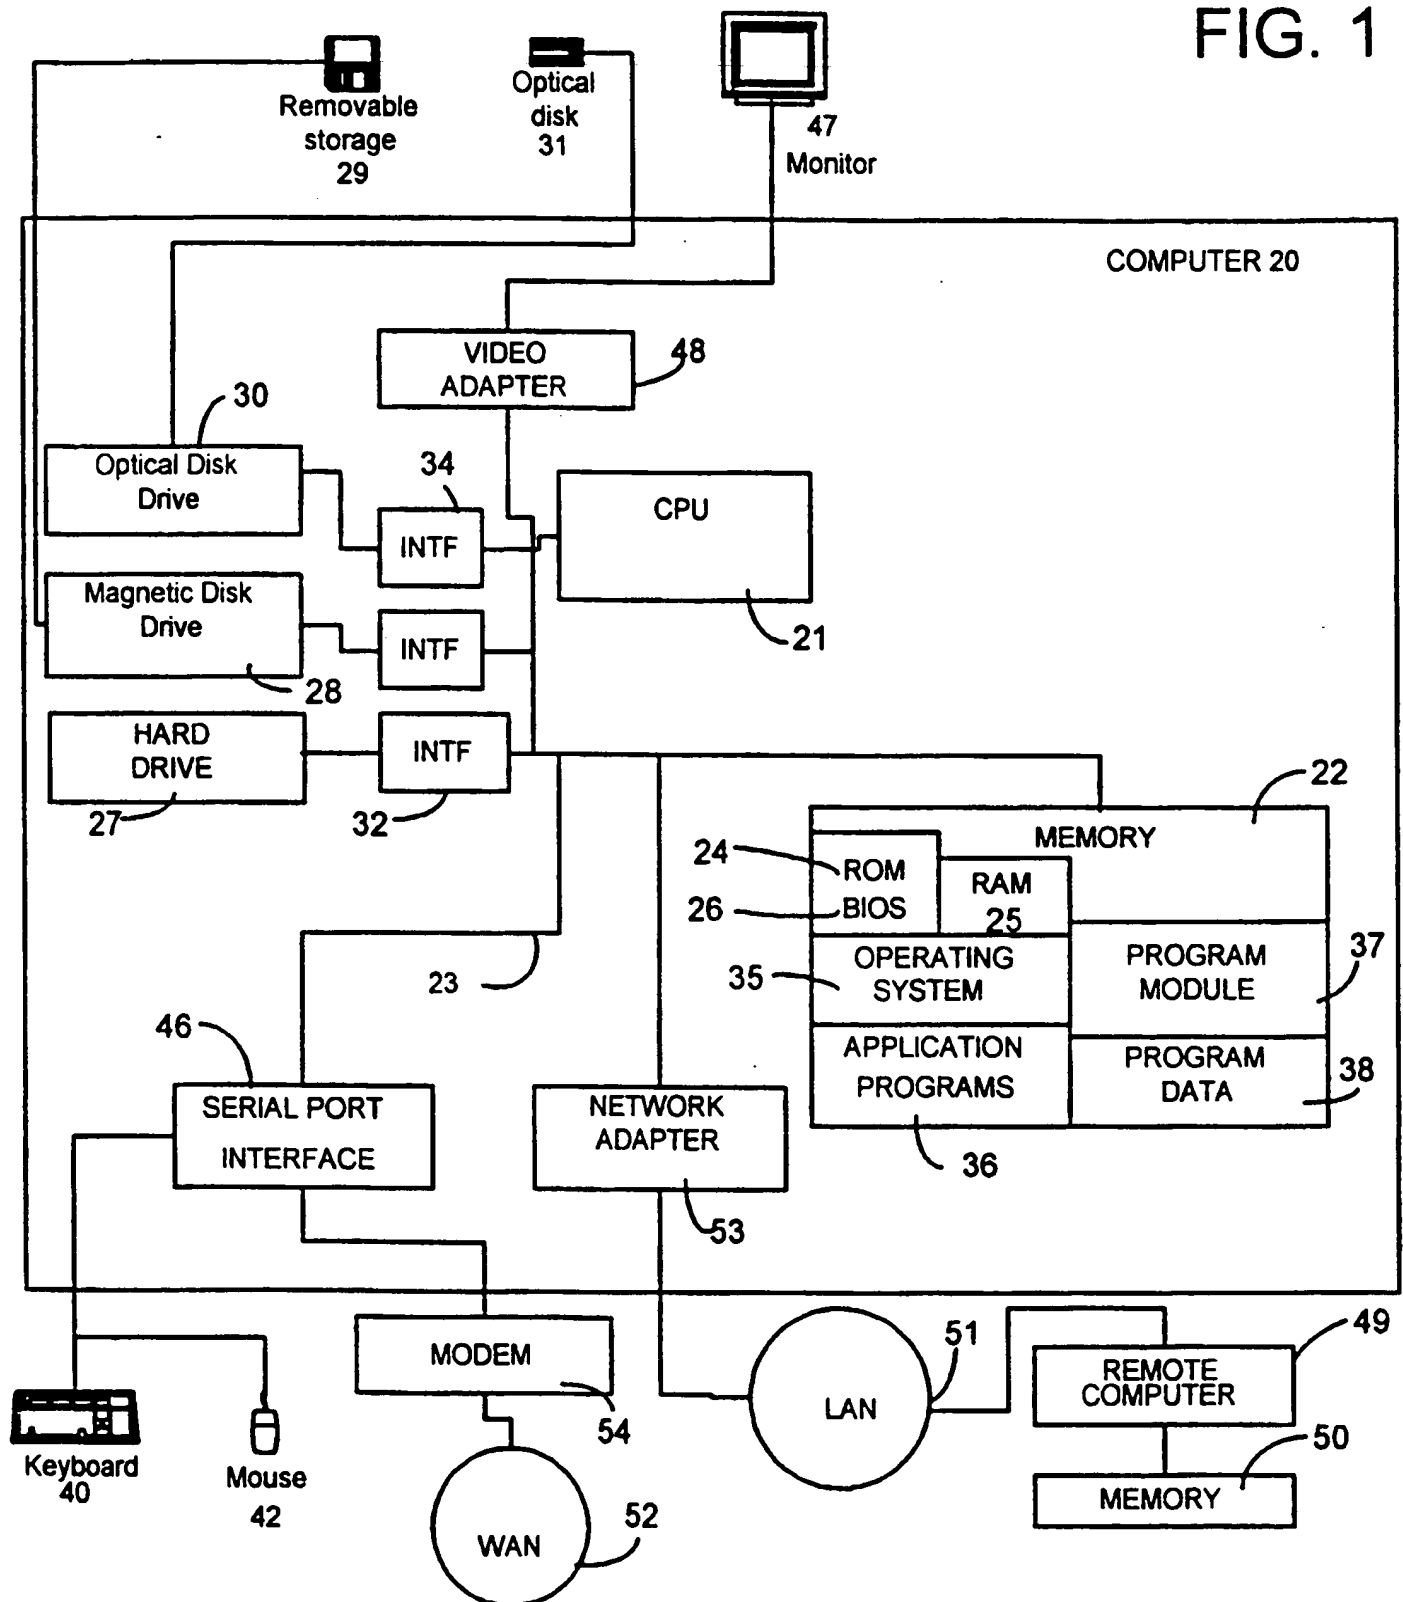 FIG. 1
Removable
storage
29
Optical
disk
31
47
Monitor
COMPUTER 20
VIDEO
ADAPTER
48
30
Optical Disk
Drive
34
INTF
CPU
21
Magnetic Disk
Drive
28
INTF
HARD
DRIVE
27
INTF
32
22
MEMORY
24
ROM
26
BIOS
RAM
25
35
OPERATING
SYSTEM
PROGRAM
MODULE
37
APPLICATION
PROGRAMS
36
PROGRAM
DATA
38
23
46
SERIAL PORT
INTERFACE
NETWORK
ADAPTER
53
MODEM
54
LAN
51
REMOTE
COMPUTER
49
50
MEMORY
Keyboard
40
Mouse
42
WAN
52